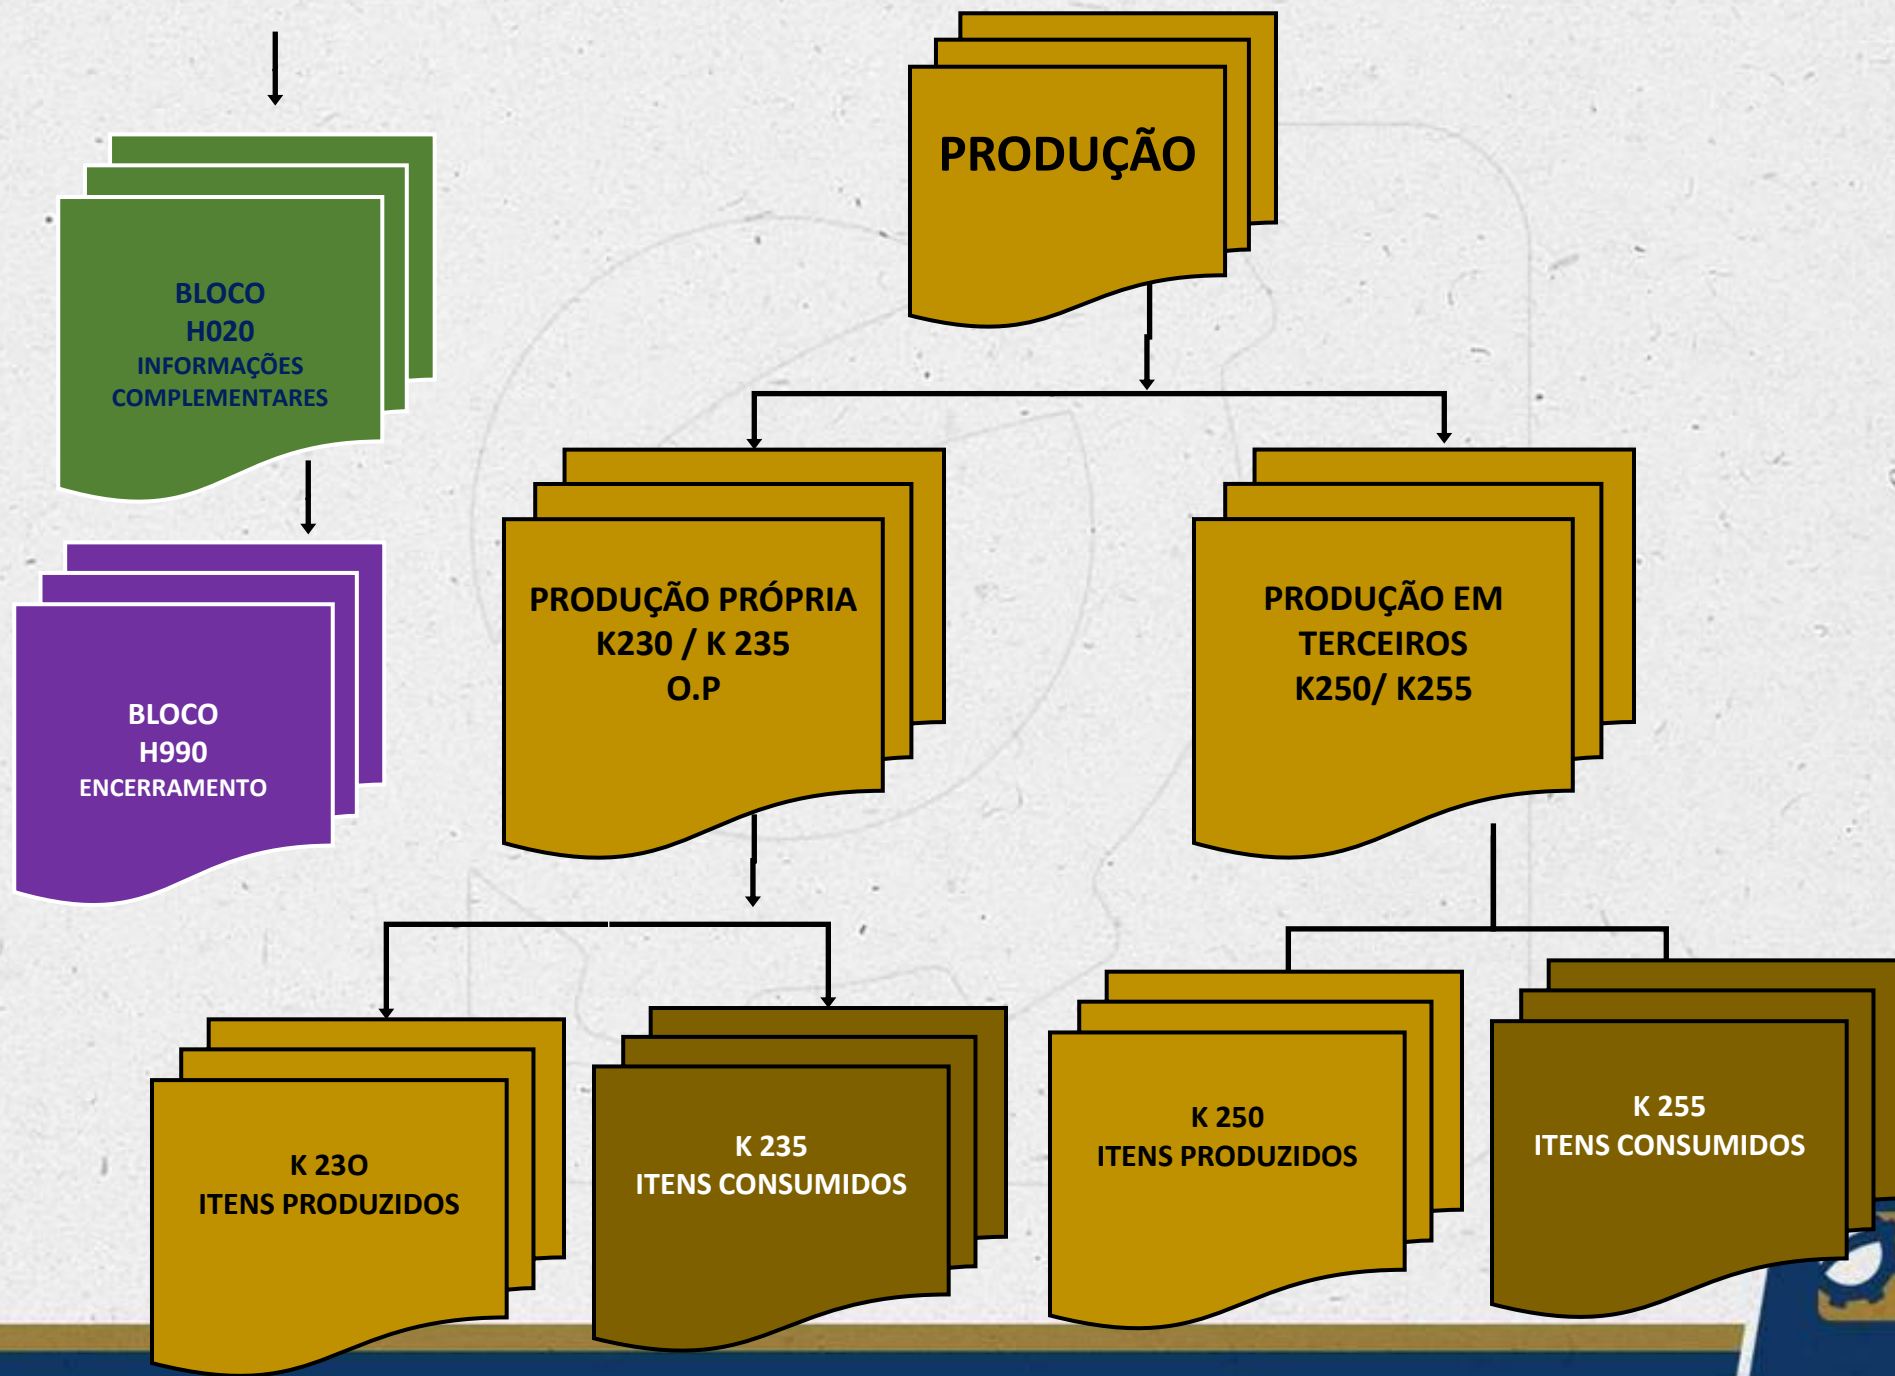 PRODUÇÃO
BLOCO
H020
INFORMAÇÕES
COMPLEMENTARES
BLOCO
H990
ENCERRAMENTO
PRODUÇÃO PRÓPRIA
K230 / K 235
O.P
PRODUÇÃO EM
TERCEIROS
K250/ K255
K 23O
ITENS PRODUZIDOS
K 235
ITENS CONSUMIDOS
K 250
ITENS PRODUZIDOS
K 255
ITENS CONSUMIDOS